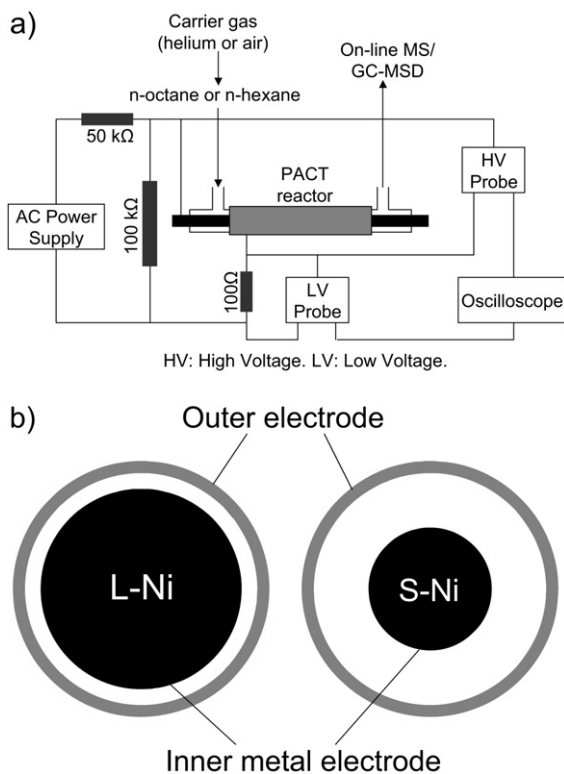 a)
Carrier gas
(helium or air)
n-octane or n-hexane
On-line MS/
GC-MSD
50 kΩ
PACT
reactor
HV
Probe
AC Power
Supply
100 kΩ
100Ω
LV
Probe
Oscilloscope
HV: High Voltage. LV: Low Voltage.
b)
Outer electrode
L-Ni
S-Ni
Inner metal electrode